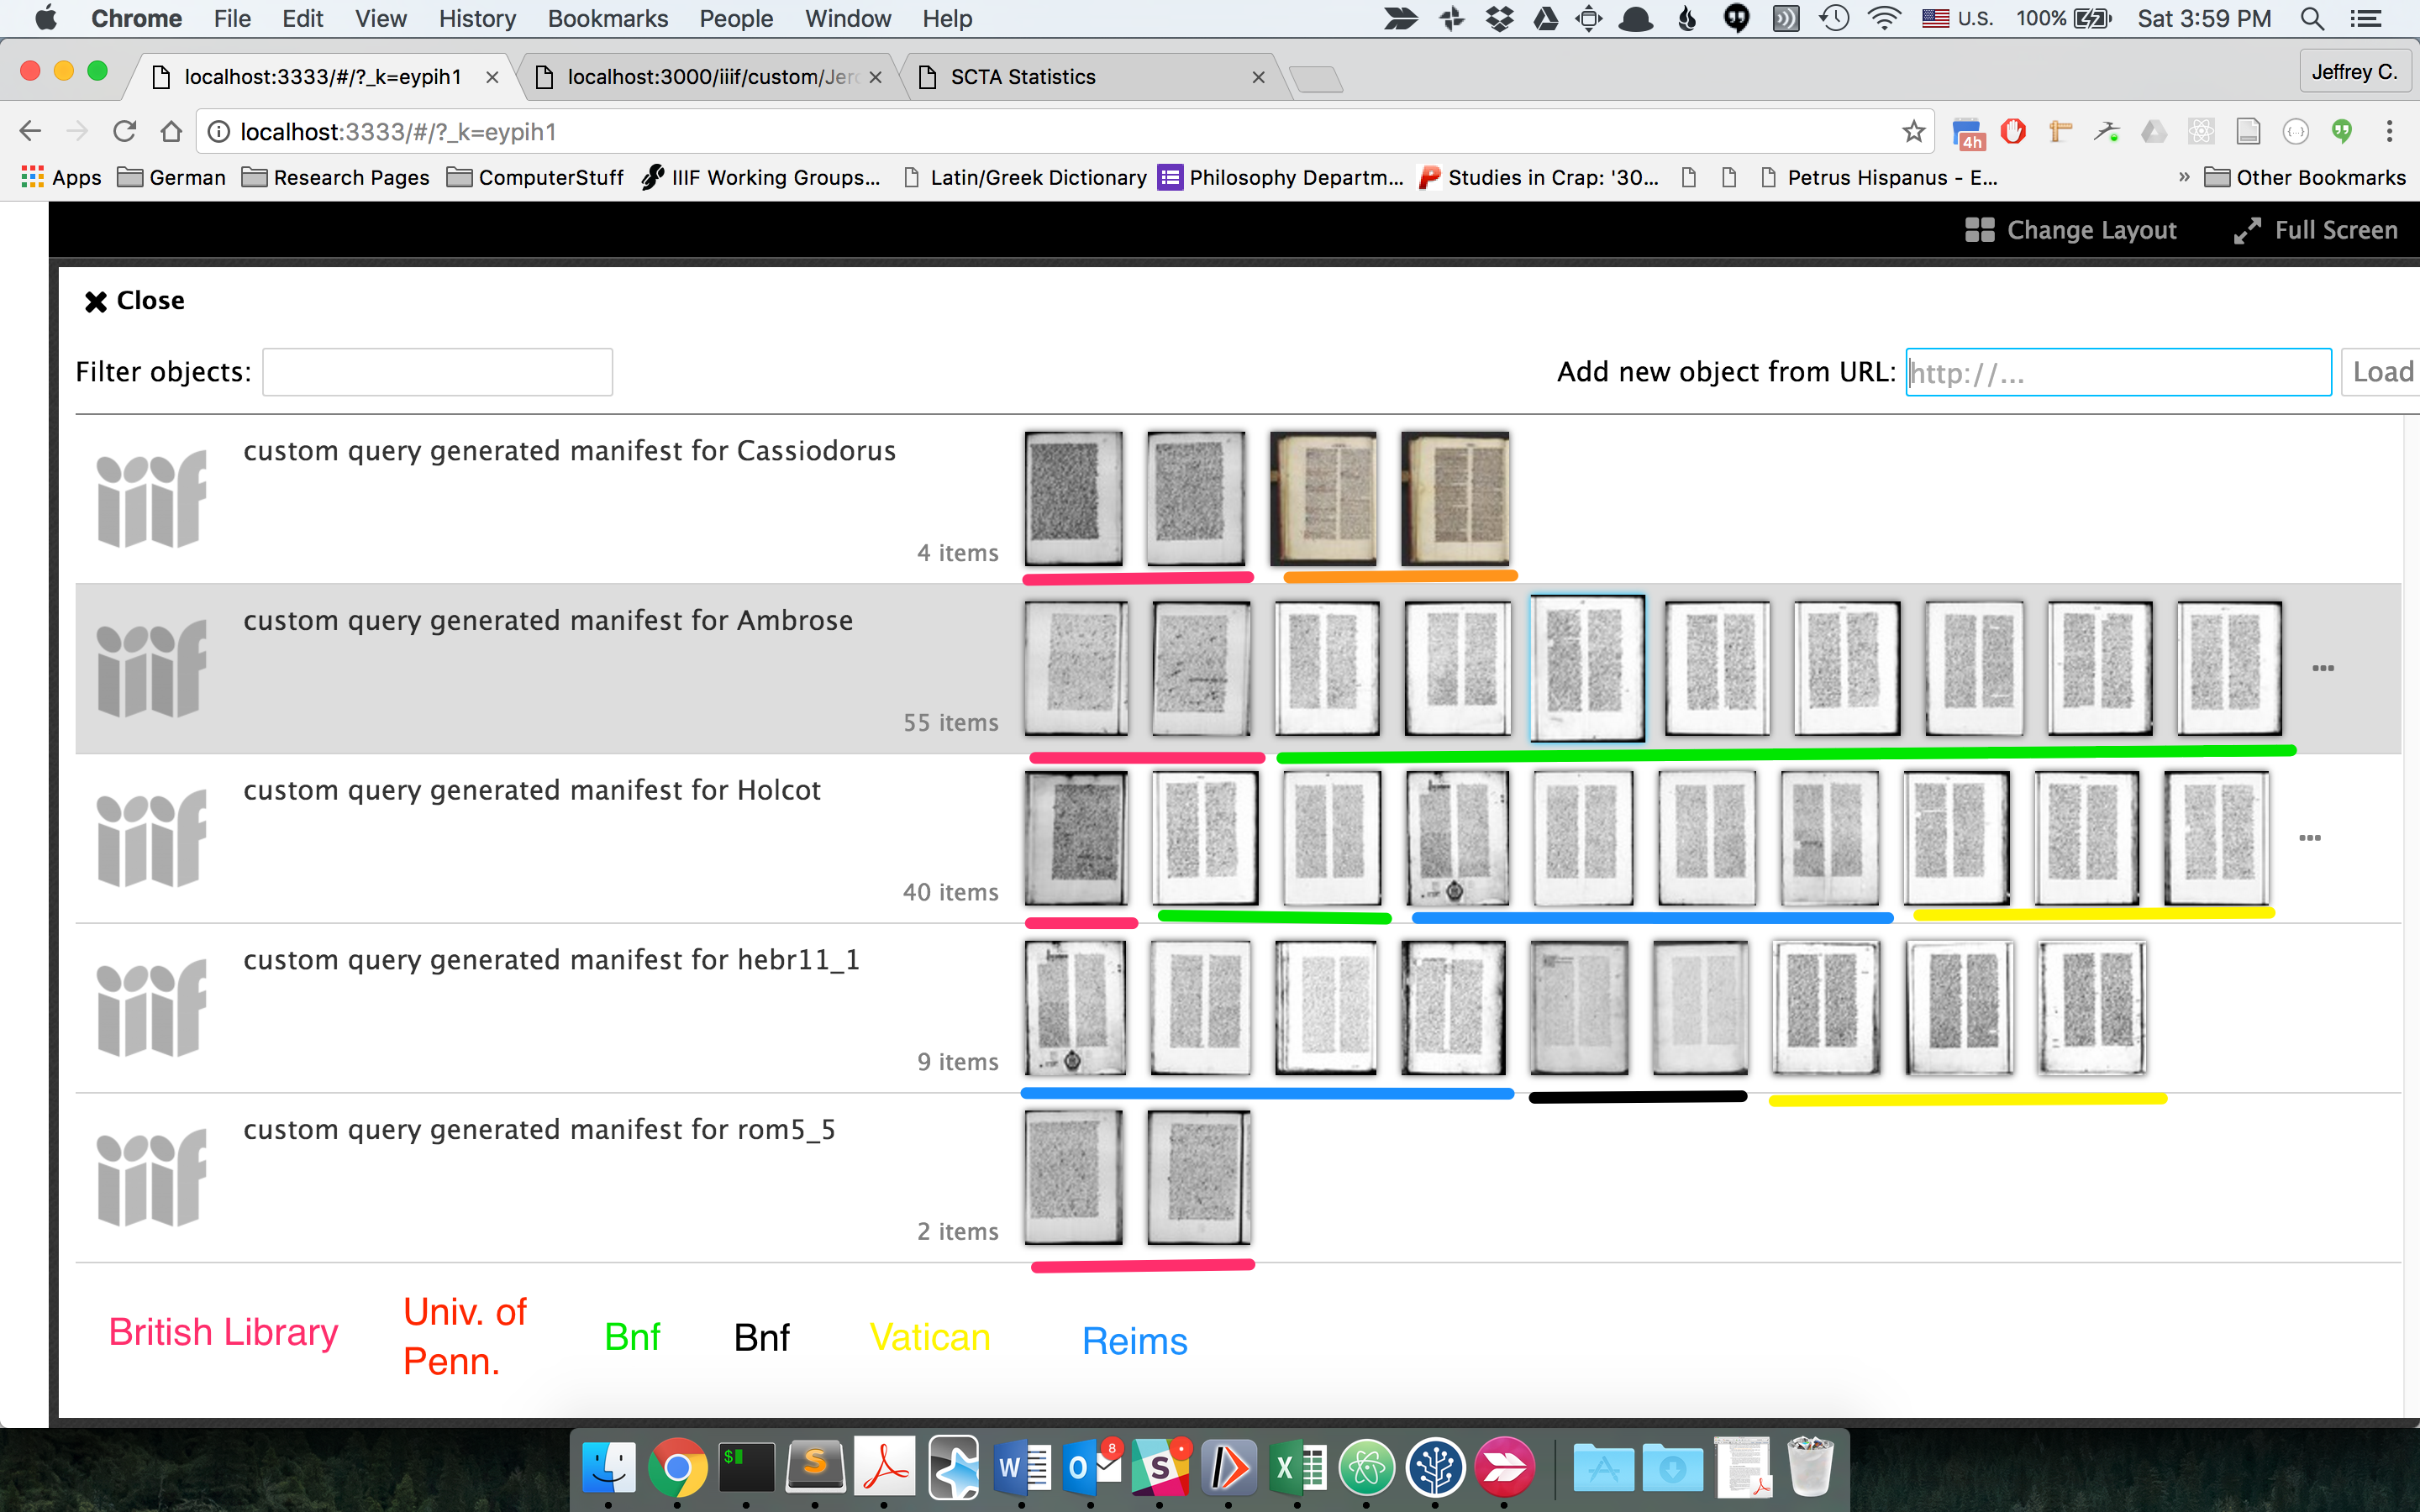 Chrome File Edit View History Bookmarks People Window Help U.S. 100% Sat 3:59 PM
localhost:3333/#/?_k=eypih1 localhost:3000/iiif/custom/Jero SCTA Statistics Jeffrey C.
localhost:3333/#/?_k=eypih1 4h
Apps German Research Pages ComputerStuff IIIF Working Groups... Latin/Greek Dictionary Philosophy Departm... Studies in Crap: '30... Petrus Hispanus - E... » Other Bookmarks
Change Layout Full Screen
Close
Filter objects: Add new object from URL: http://... Load
iiif custom query generated manifest for Cassiodorus
4 items
iiif custom query generated manifest for Ambrose
55 items
iiif custom query generated manifest for Holcot
40 items
iiif custom query generated manifest for hebr11_1
9 items
iiif custom query generated manifest for rom5_5
2 items
British Library
Univ. of
Penn.
Bnf
Bnf
Vatican
Reims
$ S W O 8 S X